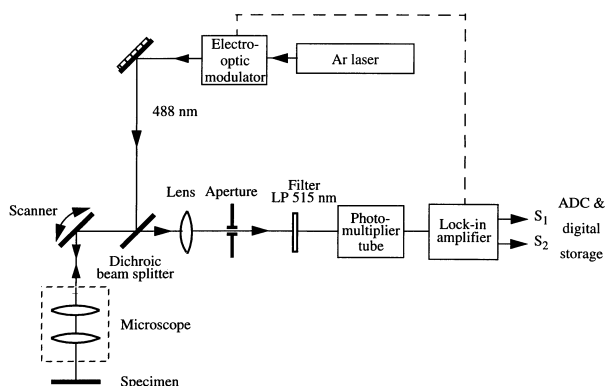 Electro-
optic
modulator
Ar laser
488 nm
Scanner
Lens
Aperture
Filter
LP 515 nm
Photo-
multiplier
tube
Lock-in
amplifier
S1
S2
ADC &
digital
storage
Dichroic
beam splitter
Microscope
Specimen